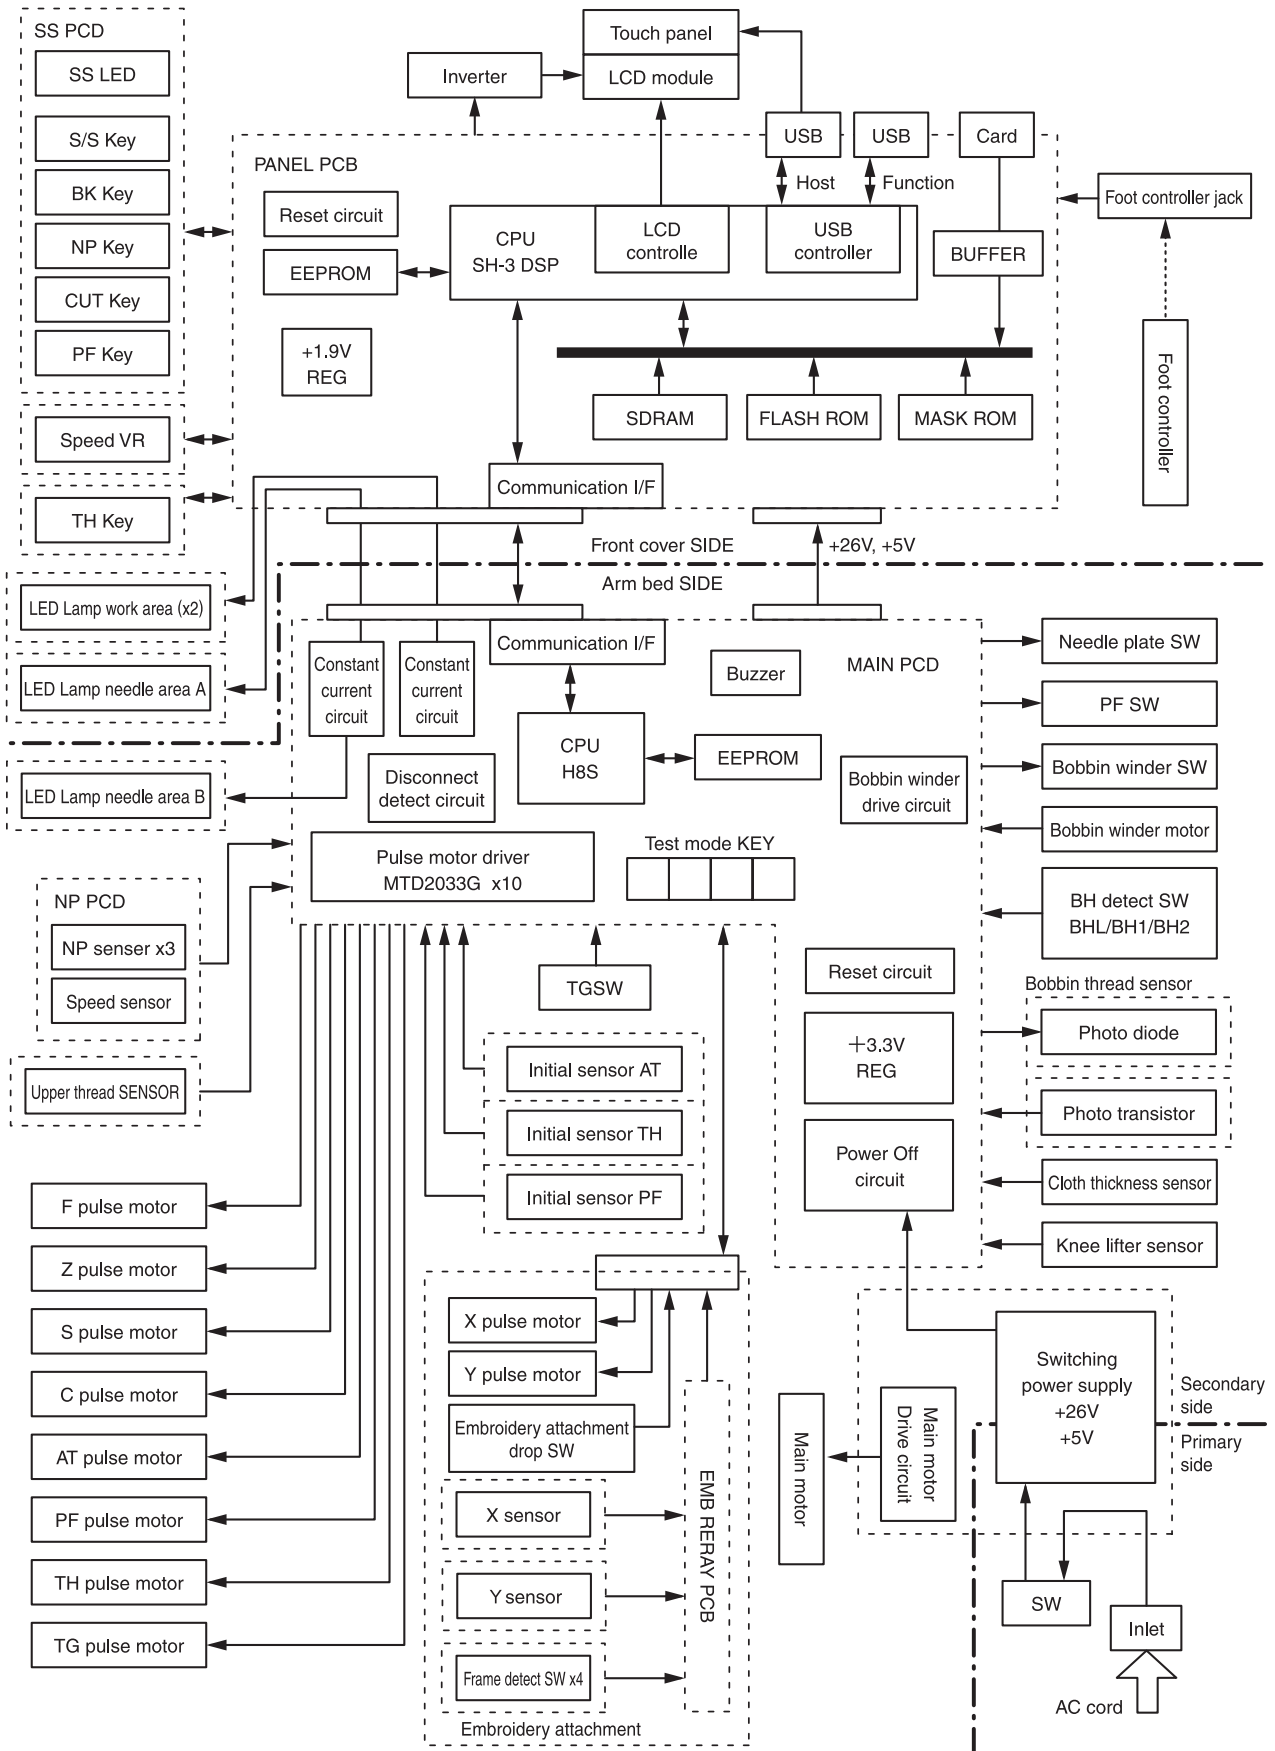 SS PCD
SS LED
S/S Key
BK Key
NP Key
CUT Key
PF Key
Speed VR
TH Key
Touch panel
LCD module
Inverter
USB
USB
Card
Host
Function
PANEL PCB
Reset circuit
EEPROM
CPU
SH-3 DSP
LCD
controlle
USB
controller
BUFFER
Foot controller jack
Foot controller
+1.9V
REG
SDRAM
FLASH ROM
MASK ROM
Communication I/F
Front cover SIDE
+26V, +5V
Arm bed SIDE
LED Lamp work area (x2)
LED Lamp needle area A
LED Lamp needle area B
Constant
current
circuit
Constant
current
circuit
Communication I/F
Buzzer
MAIN PCD
CPU
H8S
EEPROM
Disconnect
detect circuit
Bobbin winder
drive circuit
Pulse motor driver
MTD2033G x10
Test mode KEY
Needle plate SW
PF SW
Bobbin winder SW
Bobbin winder motor
BH detect SW
BHL/BH1/BH2
Bobbin thread sensor
Photo diode
Photo transistor
Cloth thickness sensor
Knee lifter sensor
NP PCD
NP senser x3
Speed sensor
Upper thread SENSOR
TGSW
Reset circuit
+3.3V
REG
Power Off
circuit
Initial sensor AT
Initial sensor TH
Initial sensor PF
F pulse motor
Z pulse motor
S pulse motor
C pulse motor
AT pulse motor
PF pulse motor
TH pulse motor
TG pulse motor
X pulse motor
Y pulse motor
Embroidery attachment
drop SW
X sensor
Y sensor
Frame detect SW x4
EMB RERAY PCB
Embroidery attachment
Main motor
Main motor
Drive circuit
Switching
power supply
+26V
+5V
Secondary
side
Primary
side
SW
Inlet
AC cord